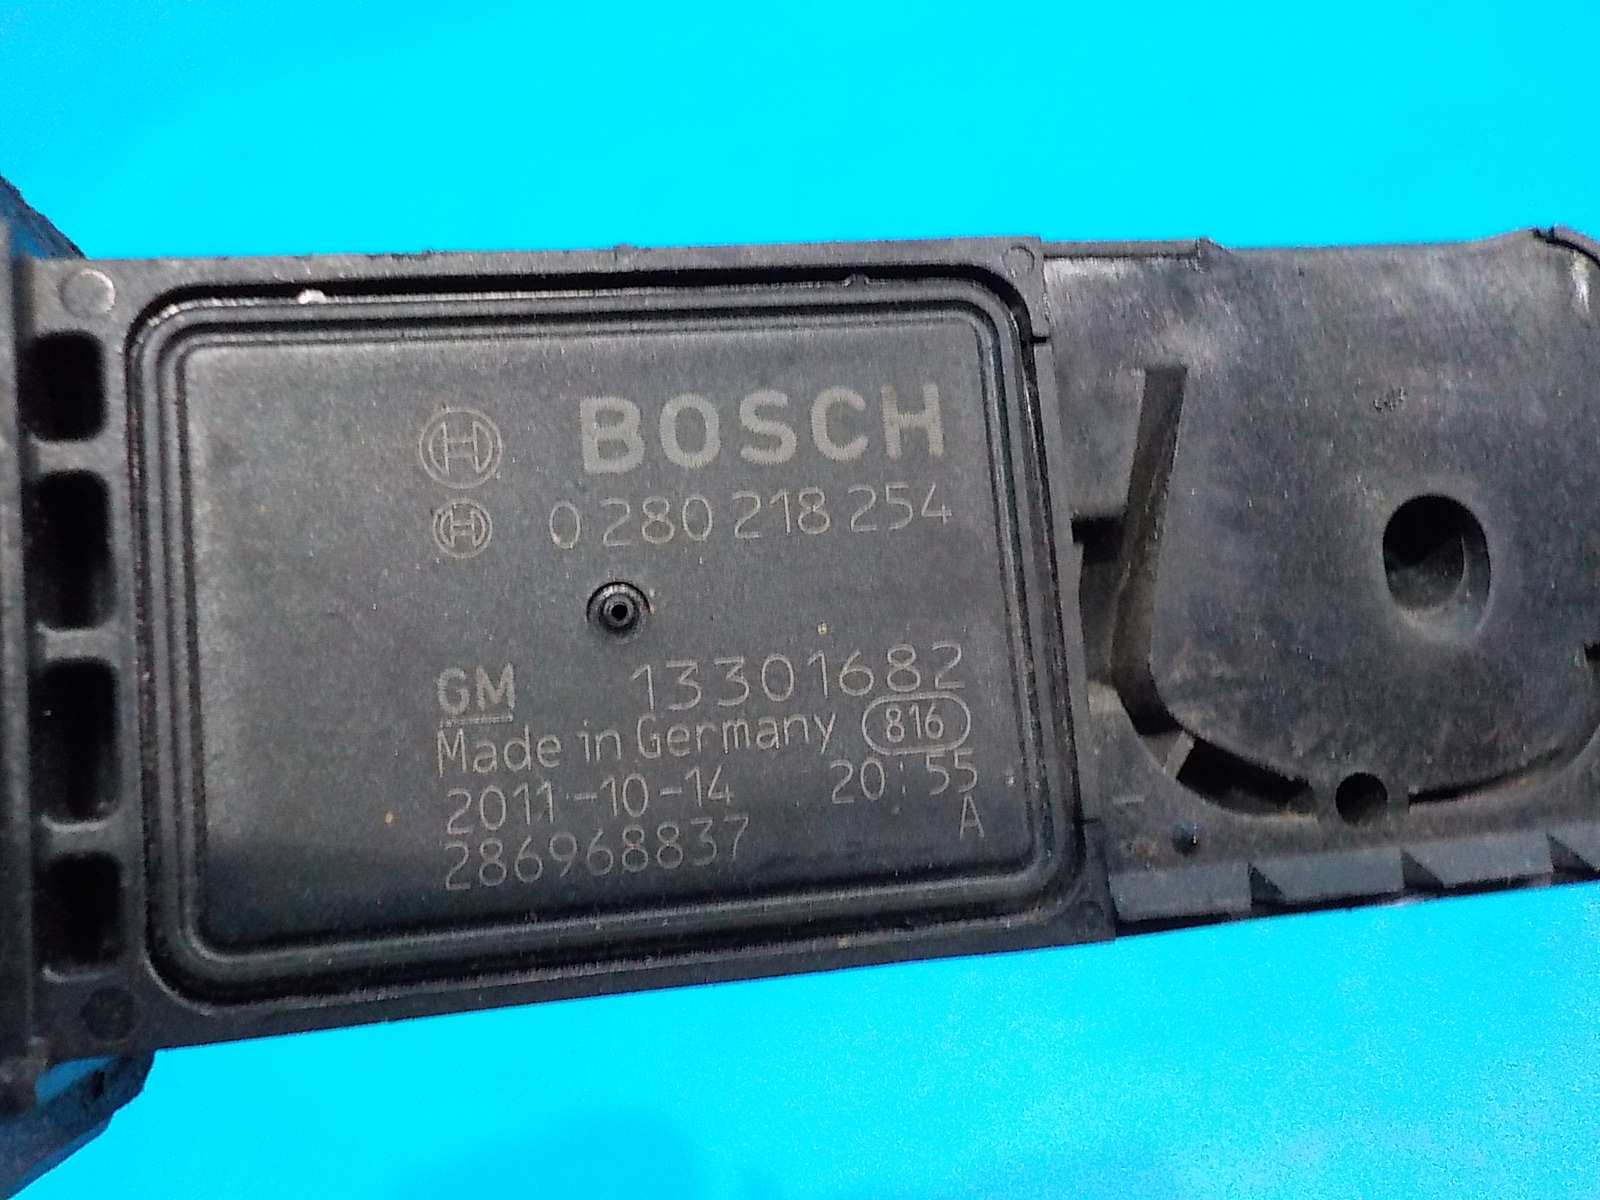 BOSCH
0 280 218 254
GM 13301682
Made in Germany 816
2011-10-14 20:55
286968837 A